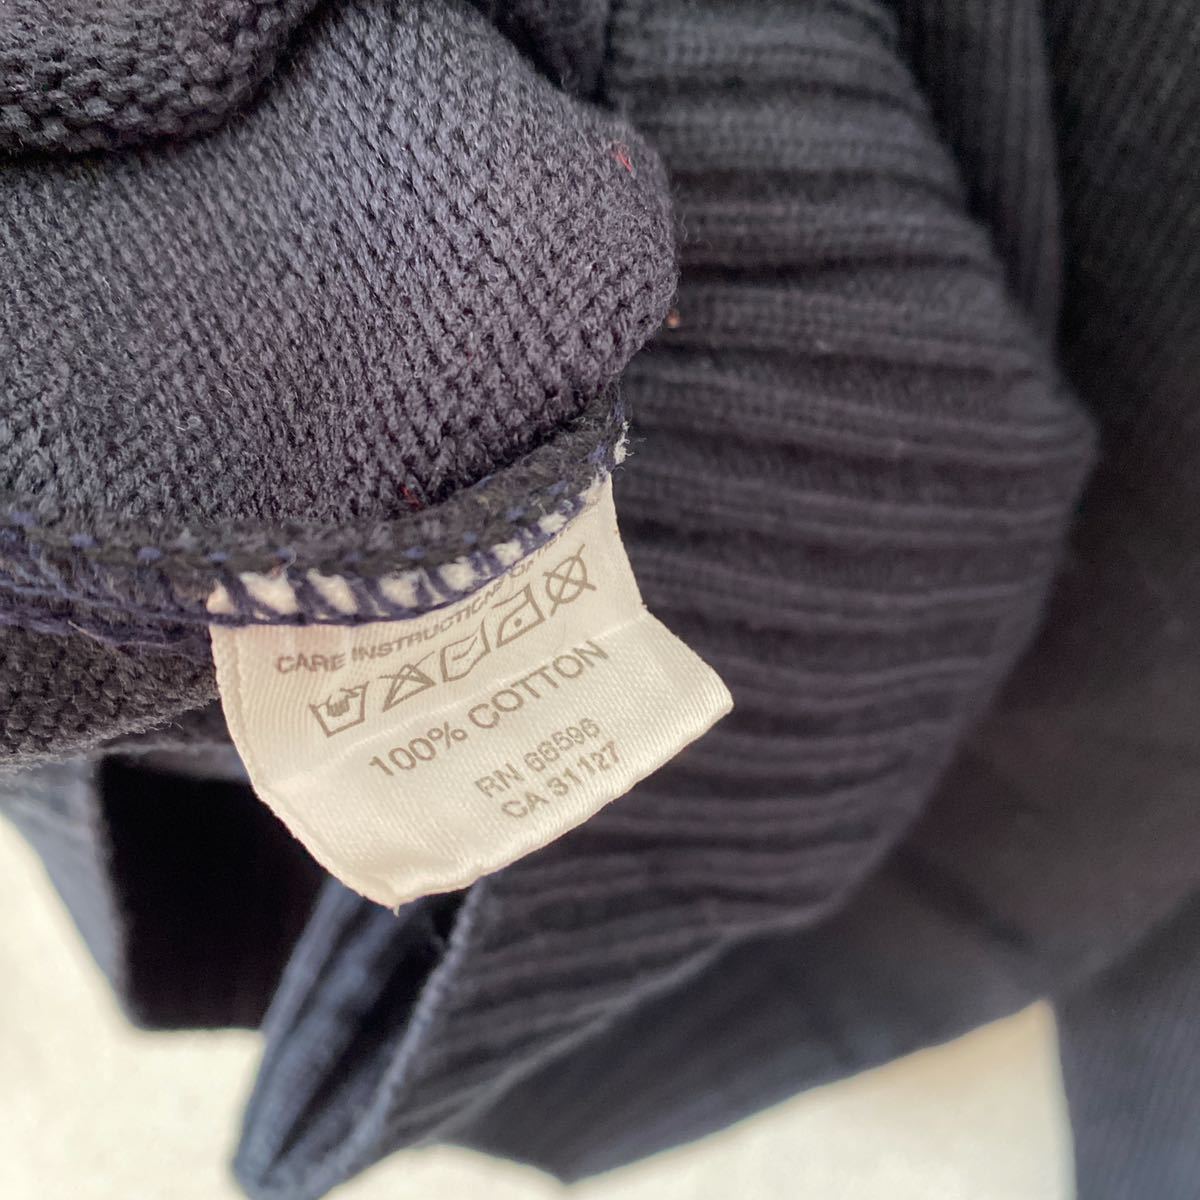 CARE INSTRUCTIONS
100% COTTON
RN 66596
CA 31127